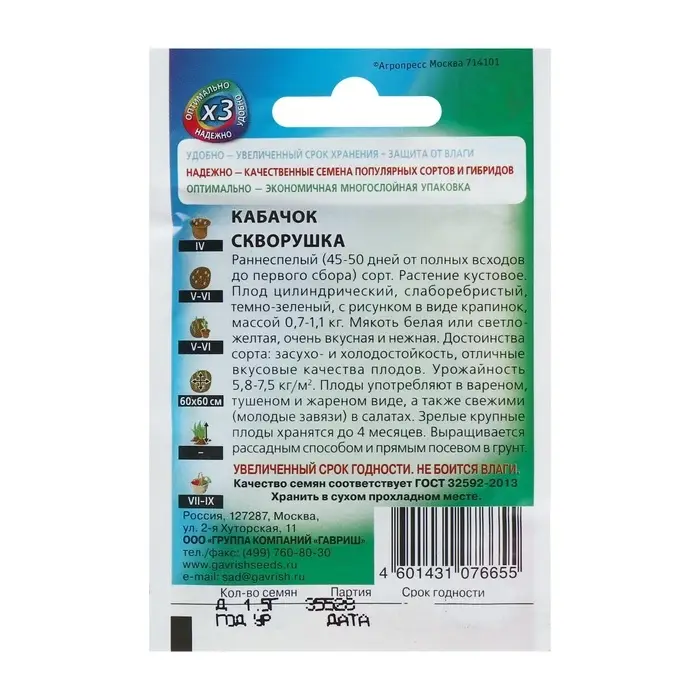 ©Агропресс Москва 714101
ОПТИМАЛЬНО
УДОБНО
x3
НАДЕЖНО
УДОБНО — УВЕЛИЧЕННЫЙ СРОК ХРАНЕНИЯ - ЗАЩИТА ОТ ВЛАГИ
НАДЕЖНО — КАЧЕСТВЕННЫЕ СЕМЕНА ПОПУЛЯРНЫХ СОРТОВ И ГИБРИДОВ
ОПТИМАЛЬНО — ЭКОНОМИЧНАЯ МНОГОСЛОЙНАЯ УПАКОВКА
КАБАЧОК
СКВОРУШКА
IV
V-VI
V-VI
60х60 см
–
VII-IX
Раннеспелый (45-50 дней от полных всходов
до первого сбора) сорт. Растение кустовое.
Плод цилиндрический, слаборебристый,
темно-зеленый, с рисунком в виде крапинок,
массой 0,7-1,1 кг. Мякоть белая или светло-
желтая, очень вкусная и нежная. Достоинства
сорта: засухо- и холодостойкость, отличные
вкусовые качества плодов. Урожайность
5,8-7,5 кг/м². Плоды употребляют в вареном,
тушеном и жареном виде, а также свежими
(молодые завязи) в салатах. Зрелые крупные
плоды хранятся до 4 месяцев. Выращивается
рассадным способом и прямым посевом в грунт.
УВЕЛИЧЕННЫЙ СРОК ГОДНОСТИ. НЕ БОИТСЯ ВЛАГИ.
Качество семян соответствует ГОСТ 32592-2013
Хранить в сухом прохладном месте.
Россия, 127287, Москва,
ул. 2-я Хуторская, 11
ООО «ГРУППА КОМПАНИЙ «ГАВРИШ»
тел./факс: (499) 760-80-30
www.gavrishseeds.ru
e-mail: sad@gavrish.ru
4 601431 076655
Кол-во семян Партия Срок годности
Д 1.5Г 35528
ГОД УР ДАТА